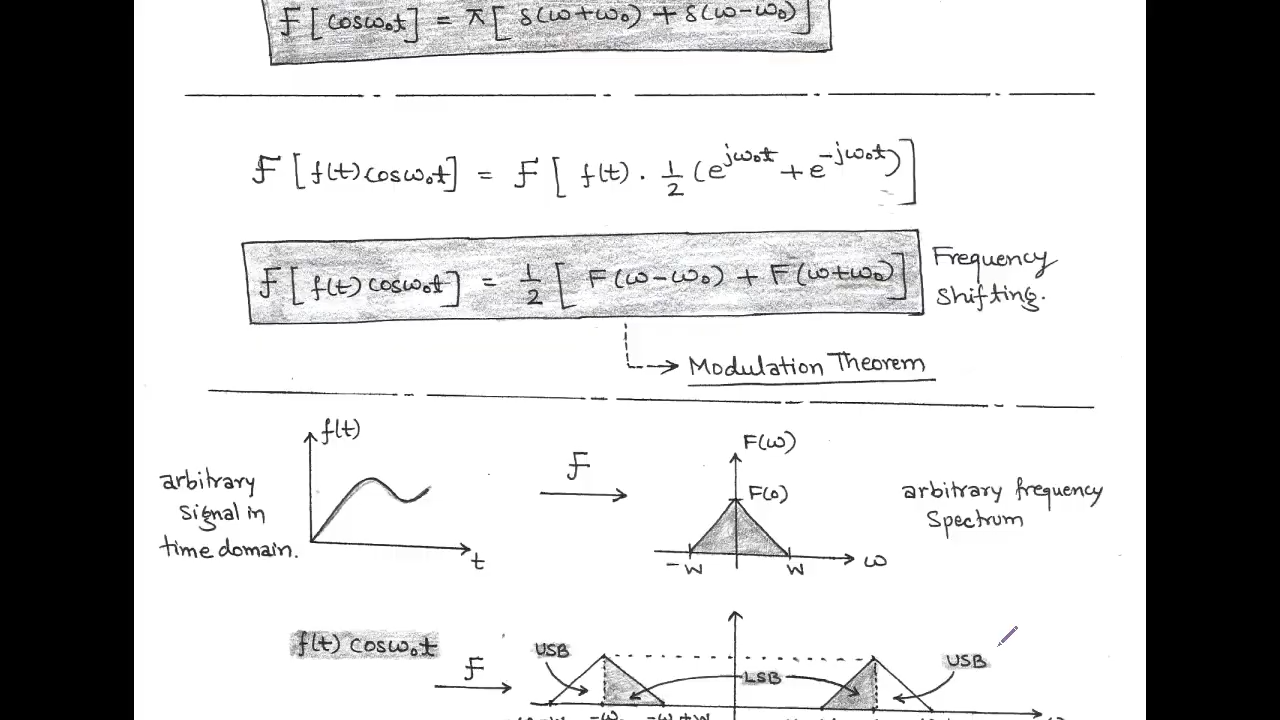 F[cosω₀t] = π[δ(ω+ω₀) + δ(ω-ω₀)]
F[f(t)cosω₀t] = F[f(t) · 1/2 (e^jω₀t + e^-jω₀t)]
F[f(t)cosω₀t] = 1/2 [F(ω-ω₀) + F(ω+ω₀)]
Frequency
Shifting.
Modulation Theorem
f(t)
arbitrary
signal in
time domain.
t
F
F(ω)
F(0)
-W
W
ω
arbitrary frequency
Spectrum
f(t) cosω₀t
F
USB
LSB
USB
-ω₀
-ω+W